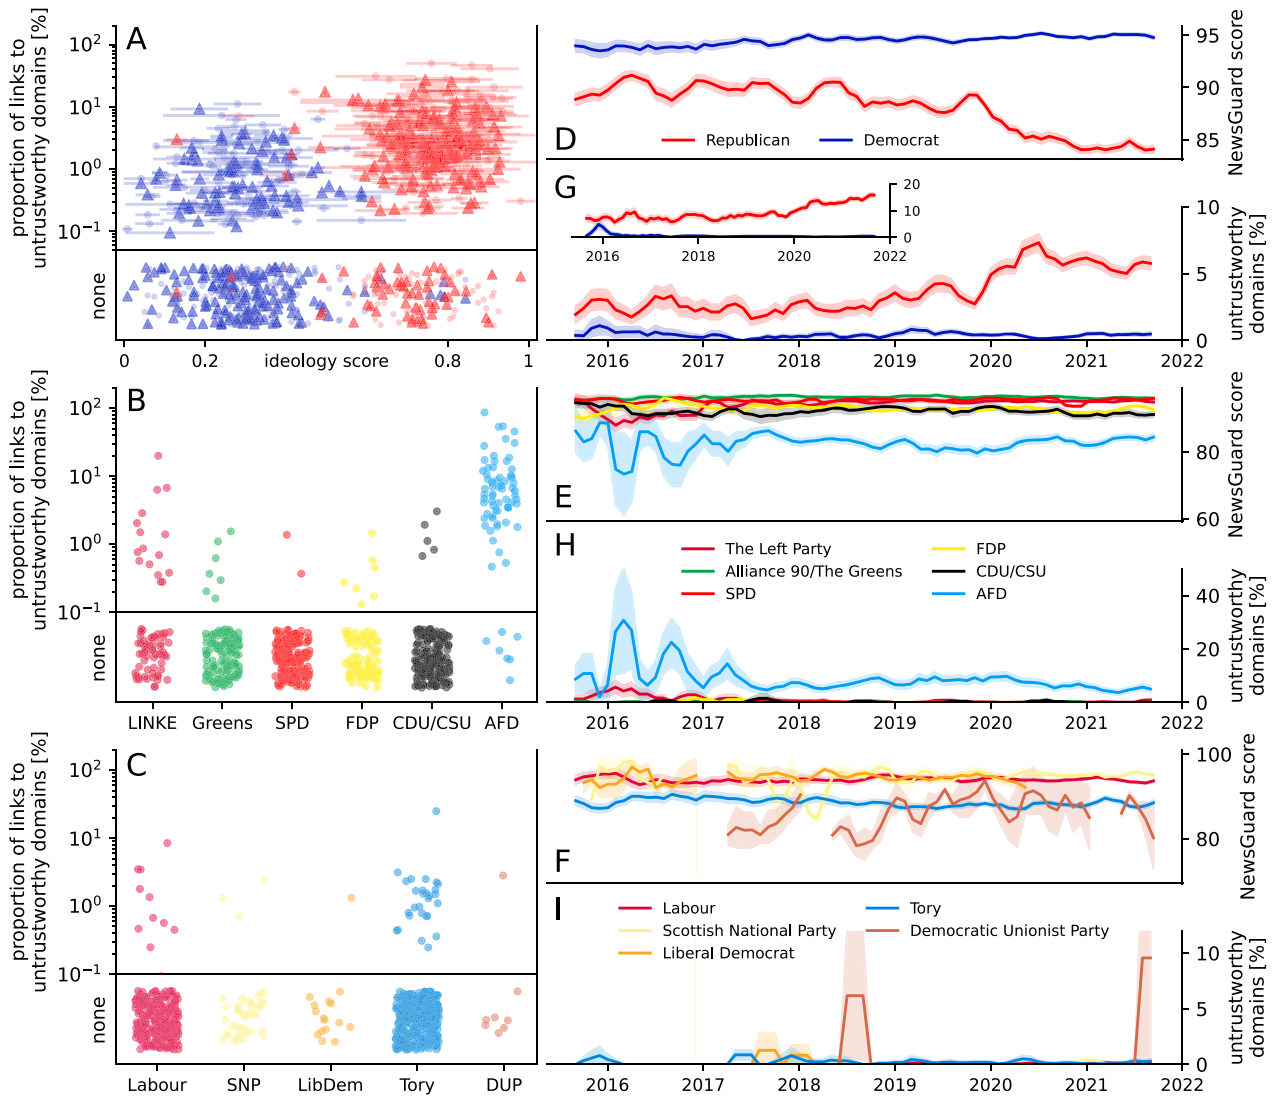 A
proportion of links to
untrustworthy domains [%]
10²
10¹
10⁰
10⁻¹
none
0
0.2
ideology score
0.8
1
D
Republican
Democrat
95
90
85
NewsGuard score
G
20
10
0
2016
2018
2020
2022
10
5
0
untrustworthy
domains [%]
2016
2017
2018
2019
2020
2021
2022
B
proportion of links to
untrustworthy domains [%]
10²
10¹
10⁰
10⁻¹
none
LINKE
Greens
SPD
FDP
CDU/CSU
AFD
E
80
60
NewsGuard score
H
The Left Party
Alliance 90/The Greens
SPD
FDP
CDU/CSU
AFD
40
20
0
untrustworthy
domains [%]
2016
2017
2018
2019
2020
2021
2022
C
proportion of links to
untrustworthy domains [%]
10²
10¹
10⁰
10⁻¹
none
Labour
SNP
LibDem
Tory
DUP
F
100
80
NewsGuard score
I
Labour
Scottish National Party
Liberal Democrat
Tory
Democratic Unionist Party
10
5
0
untrustworthy
domains [%]
2016
2017
2018
2019
2020
2021
2022